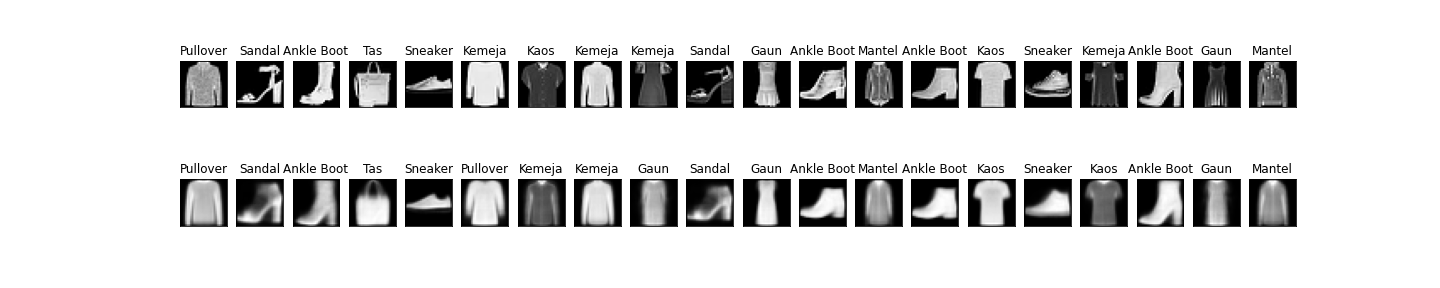 Pullover Sandal Ankle Boot Tas Sneaker Kemeja Kaos Kemeja Kemeja Sandal Gaun Ankle Boot Mantel Ankle Boot Kaos Sneaker Kemeja Ankle Boot Gaun Mantel
Pullover Sandal Ankle Boot Tas Sneaker Pullover Kemeja Kemeja Gaun Sandal Gaun Ankle Boot Mantel Ankle Boot Kaos Sneaker Kaos Ankle Boot Gaun Mantel